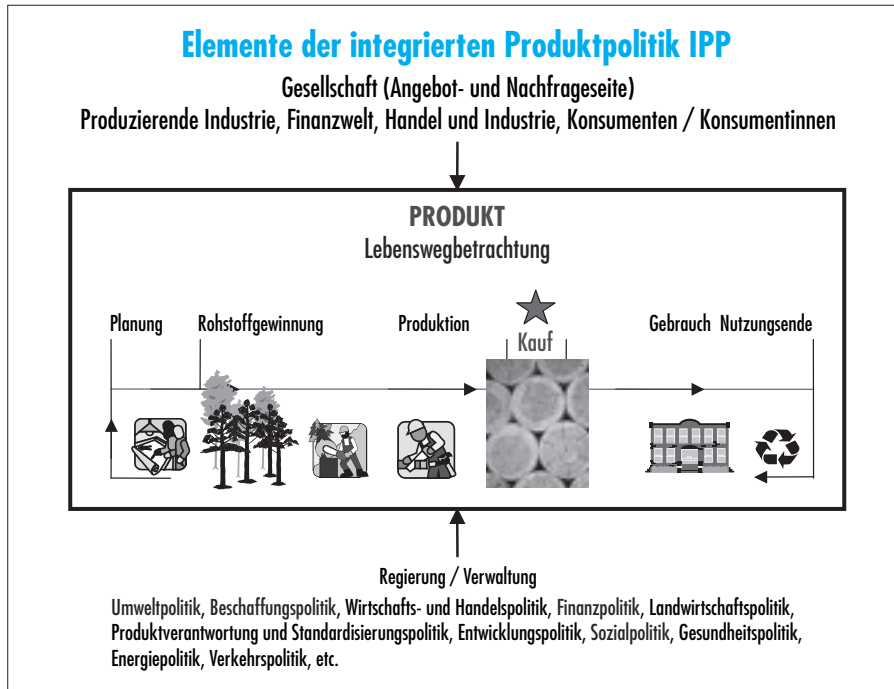 Elemente der integrierten Produktpolitik IPP
Gesellschaft (Angebot- und Nachfrageseite)
Produzierende Industrie, Finanzwelt, Handel und Industrie, Konsumenten / Konsumentinnen
PRODUKT
Lebenswegbetrachtung
Planung Rohstoffgewinnung Produktion Kauf Gebrauch Nutzungsende
Regierung / Verwaltung
Umweltpolitik, Beschaffungspolitik, Wirtschafts- und Handelspolitik, Finanzpolitik, Landwirtschaftspolitik,
Produktverantwortung und Standardisierungspolitik, Entwicklungspolitik, Sozialpolitik, Gesundheitspolitik,
Energiepolitik, Verkehrspolitik, etc.